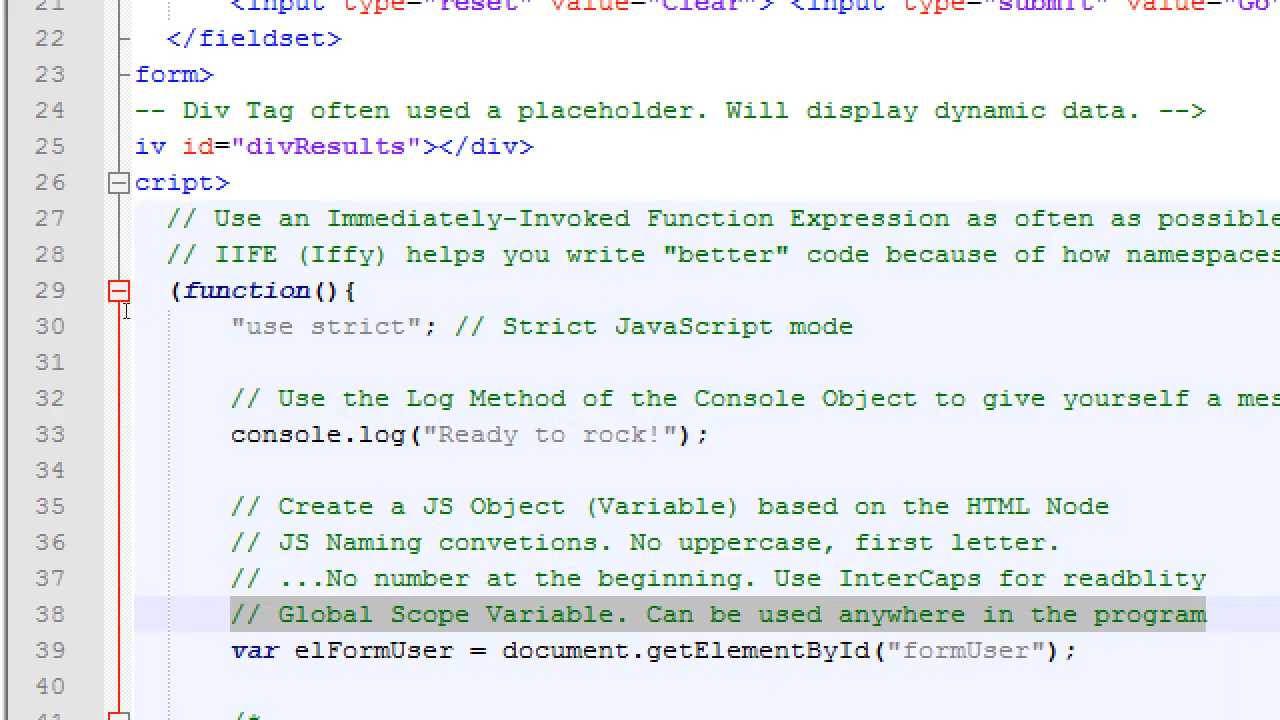 21 <input type="reset" value="Clear"> <input type="submit" value="Go"
22 </fieldset>
23 form>
24 -- Div Tag often used a placeholder. Will display dynamic data. -->
25 iv id="divResults"></div>
26 cript>
27 // Use an Immediately-Invoked Function Expression as often as possible
28 // IIFE (Iffy) helps you write "better" code because of how namespaces
29 (function(){
30 "use strict"; // Strict JavaScript mode
31
32 // Use the Log Method of the Console Object to give yourself a mes
33 console.log("Ready to rock!");
34
35 // Create a JS Object (Variable) based on the HTML Node
36 // JS Naming convetions. No uppercase, first letter.
37 // ...No number at the beginning. Use InterCaps for readblity
38 // Global Scope Variable. Can be used anywhere in the program
39 var elFormUser = document.getElementById("formUser");
40
41 /*